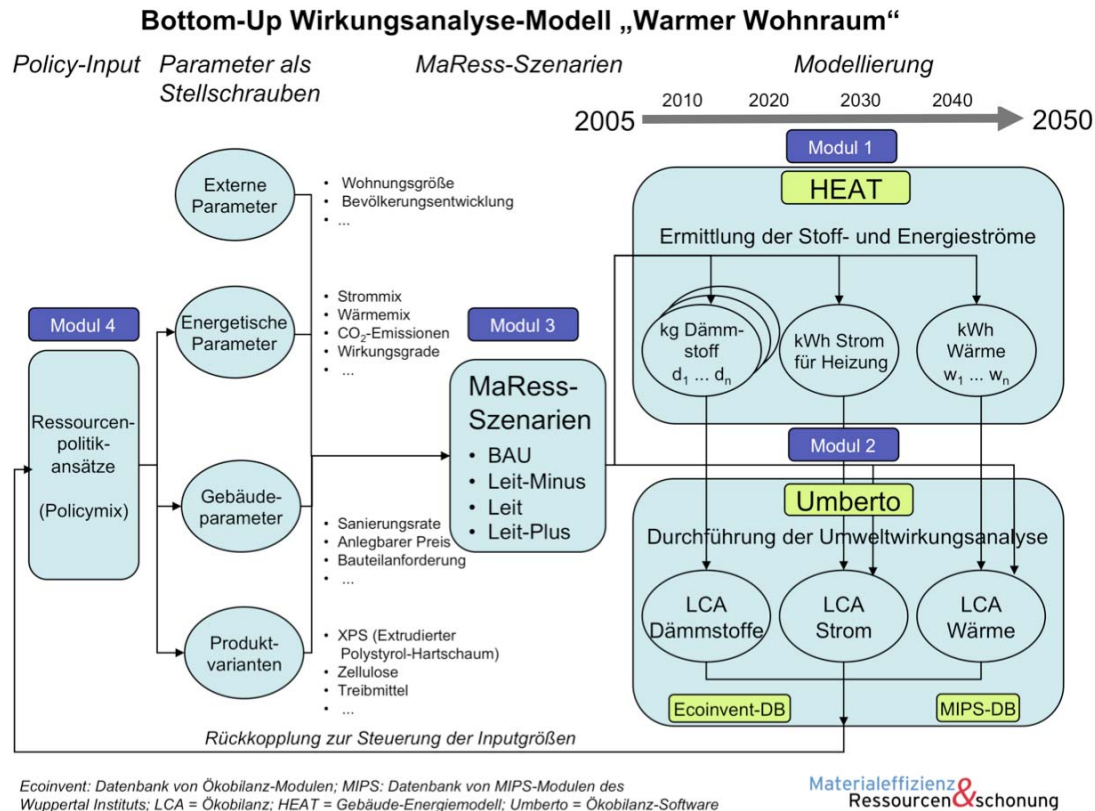 Bottom-Up Wirkungsanalyse-Modell „Warmer Wohnraum“
Policy-Input
Parameter als
Stellschrauben
MaRess-Szenarien
Modellierung
2005
2010
2020
2030
2040
2050
Externe
Parameter
• Wohnungsgröße
• Bevölkerungsentwicklung
• ...
Modul 4
Ressourcen-
politik-
ansätze
(Policymix)
Energetische
Parameter
• Strommix
• Wärmemix
• CO₂-Emissionen
• Wirkungsgrade
• ...
Gebäude-
parameter
• Sanierungsrate
• Anlegbarer Preis
• Bauteilanforderung
• ...
Produkt-
varianten
• XPS (Extrudierter
Polystyrol-Hartschaum)
• Zellulose
• Treibmittel
• ...
Modul 3
MaRess-
Szenarien
• BAU
• Leit-Minus
• Leit
• Leit-Plus
Modul 1
HEAT
Ermittlung der Stoff- und Energieströme
kg Dämm-
stoff
d₁ ... dₙ
kWh Strom
für Heizung
kWh
Wärme
w₁ ... wₙ
Modul 2
Umberto
Durchführung der Umweltwirkungsanalyse
LCA
Dämmstoffe
LCA
Strom
LCA
Wärme
Ecoinvent-DB
MIPS-DB
Rückkopplung zur Steuerung der Inputgrößen
Ecoinvent: Datenbank von Ökobilanz-Modulen; MIPS: Datenbank von MIPS-Modulen des
Wuppertal Instituts; LCA = Ökobilanz; HEAT = Gebäude-Energiemodell; Umberto = Ökobilanz-Software
Materialeffizienz &
Ressourcenschonung